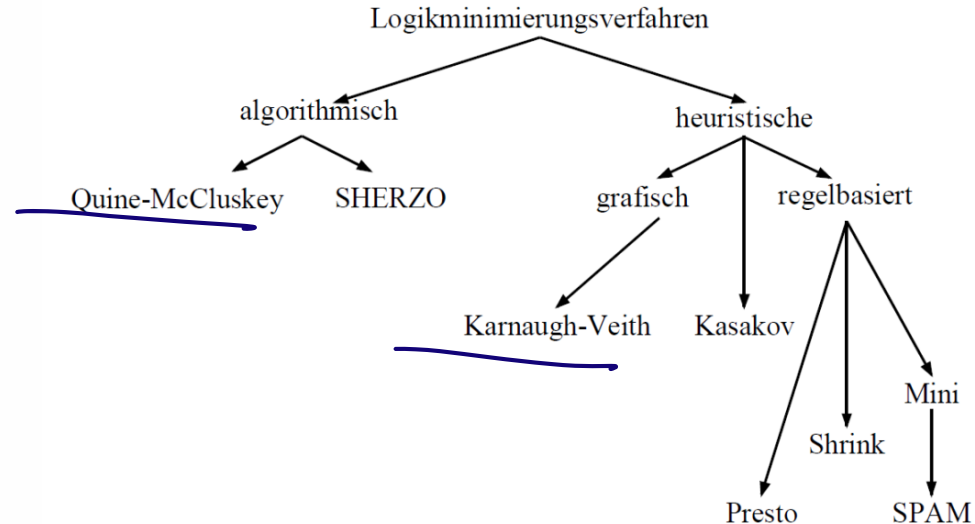 Logikminimierungsverfahren
algorithmisch
heuristische
Quine-McCluskey
SHERZO
grafisch
regelbasiert
Karnaugh-Veith
Kasakov
Mini
Shrink
Presto
SPAM